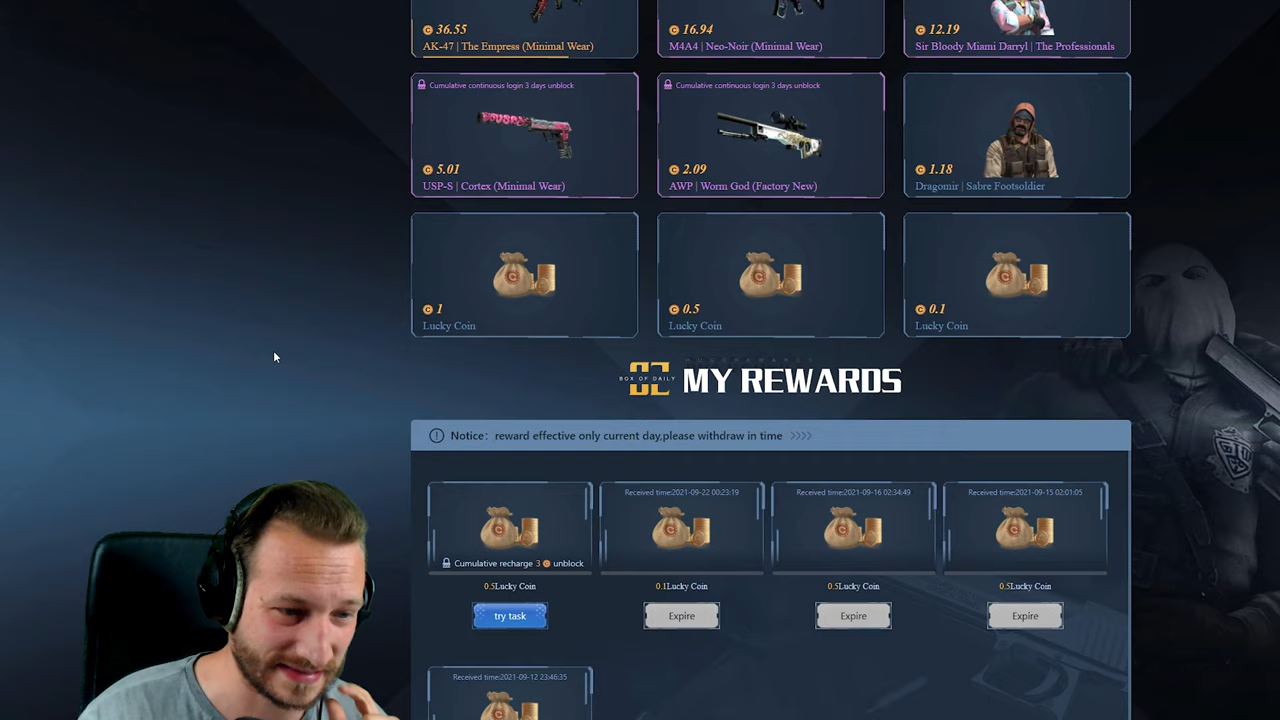 36.55
AK-47 | The Empress (Minimal Wear)
16.94
M4A4 | Neo-Noir (Minimal Wear)
12.19
Sir Bloody Miami Darryl | The Professionals
Cumulative continuous login 3 days unblock
5.01
USP-S | Cortex (Minimal Wear)
Cumulative continuous login 3 days unblock
2.09
AWP | Worm God (Factory New)
1.18
Dragomir | Sabre Footsoldier
1
Lucky Coin
0.5
Lucky Coin
0.1
Lucky Coin
BOX OF DAILY
MY REWARDS
Notice: reward effective only current day,please withdraw in time >>>>
Cumulative recharge 3 C unblock
0.5Lucky Coin
try task
Received time:2021-09-22 00:23:19
0.1Lucky Coin
Expire
Received time:2021-09-16 02:34:49
0.5Lucky Coin
Expire
Received time:2021-09-15 02:01:05
0.5Lucky Coin
Expire
Received time:2021-09-12 23:46:35